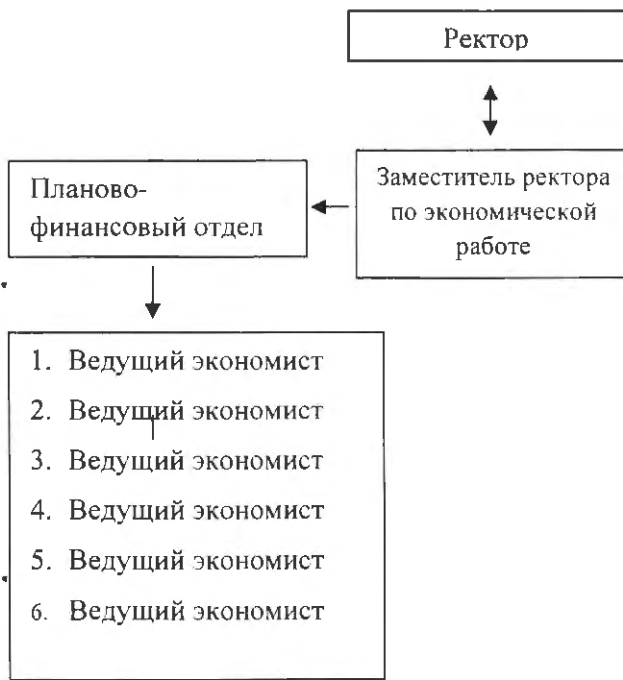 Ректор
Заместитель ректора
по экономической
работе
Планово-
финансовый отдел
1. Ведущий экономист
2. Ведущий экономист
3. Ведущий экономист
4. Ведущий экономист
5. Ведущий экономист
6. Ведущий экономист